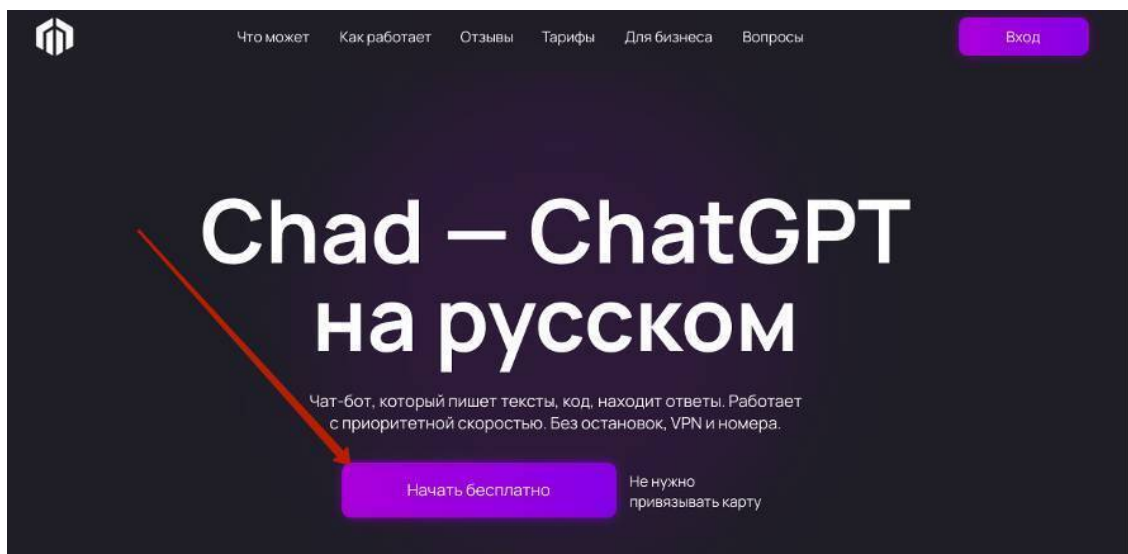 Что может Как работает Отзывы Тарифы Для бизнеса Вопросы Вход
Chad — ChatGPT
на русском
Чат-бот, который пишет тексты, код, находит ответы. Работает
с приоритетной скоростью. Без остановок, VPN и номера.
Начать бесплатно
Не нужно
привязывать карту